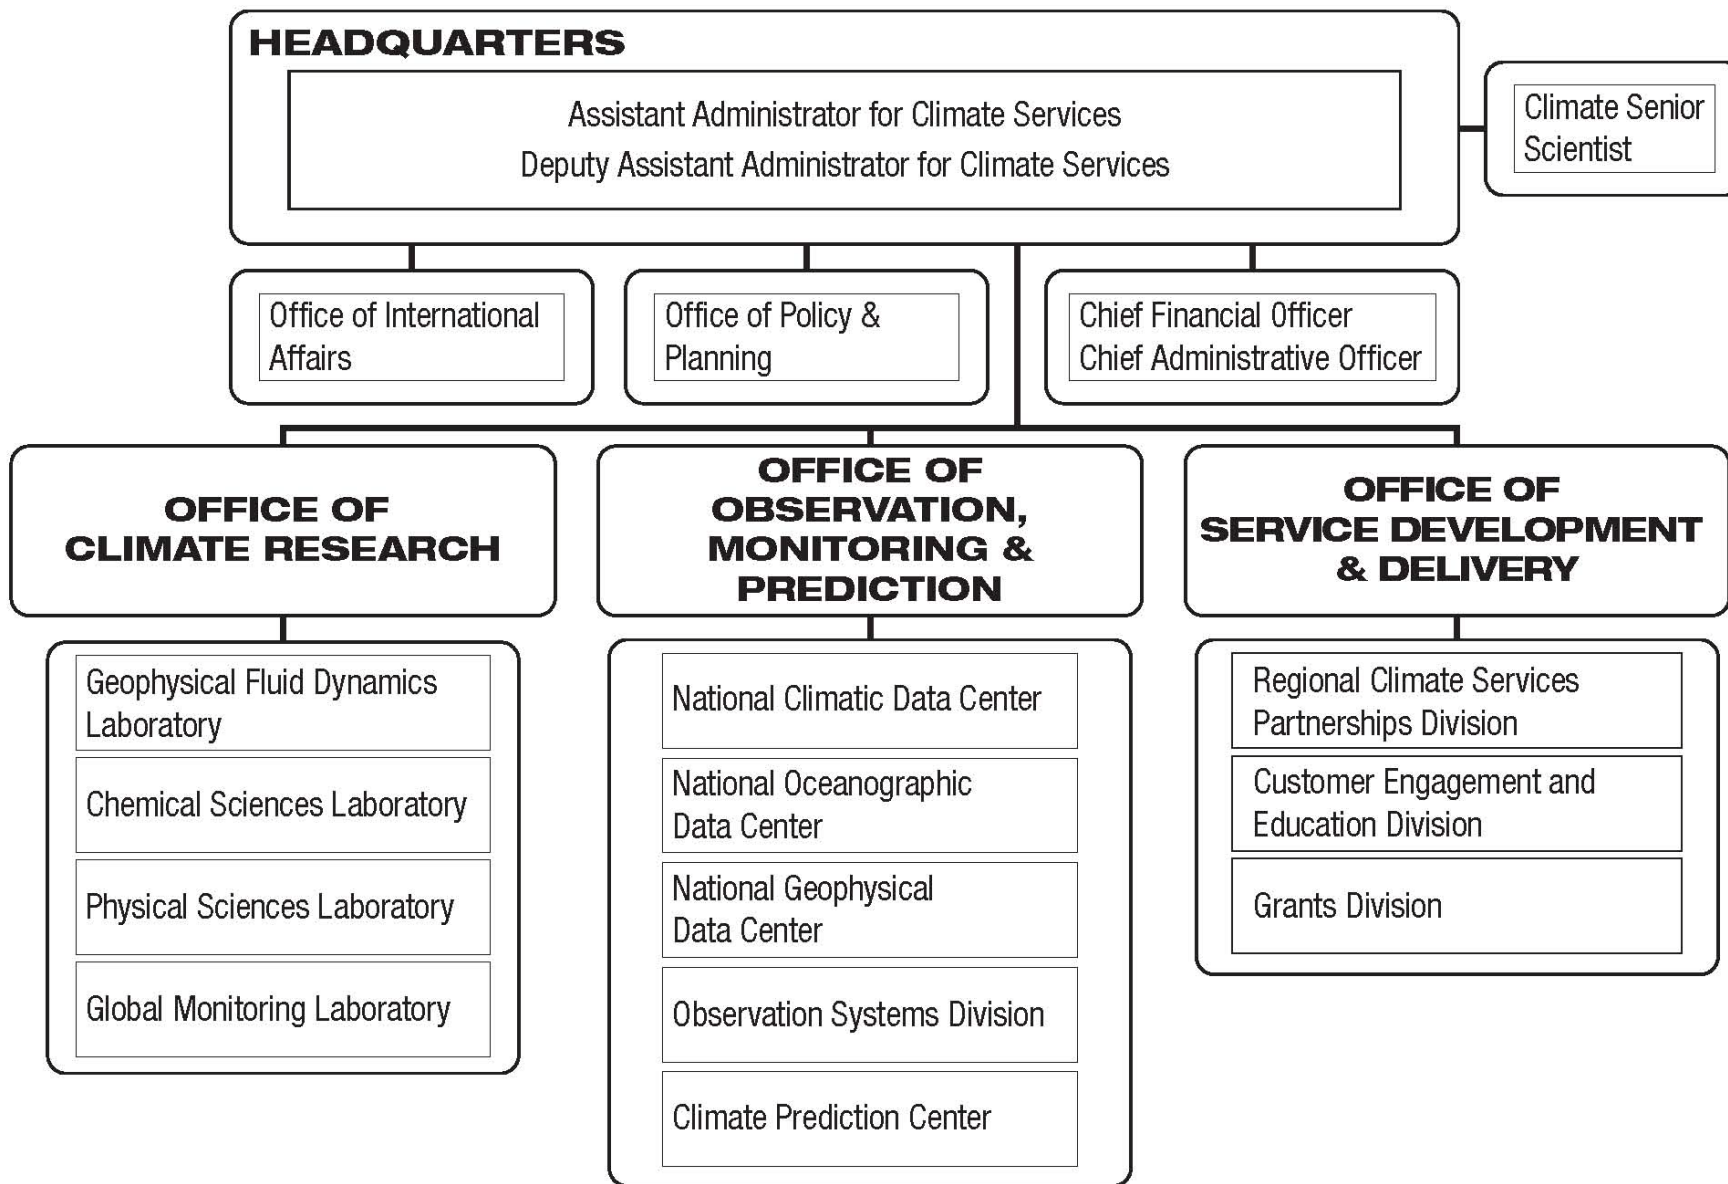 HEADQUARTERS
Assistant Administrator for Climate Services
Deputy Assistant Administrator for Climate Services
Climate Senior
Scientist
Office of International
Affairs
Office of Policy &
Planning
Chief Financial Officer
Chief Administrative Officer
OFFICE OF
CLIMATE RESEARCH
Geophysical Fluid Dynamics
Laboratory
Chemical Sciences Laboratory
Physical Sciences Laboratory
Global Monitoring Laboratory
OFFICE OF
OBSERVATION,
MONITORING &
PREDICTION
National Climatic Data Center
National Oceanographic
Data Center
National Geophysical
Data Center
Observation Systems Division
Climate Prediction Center
OFFICE OF
SERVICE DEVELOPMENT
& DELIVERY
Regional Climate Services
Partnerships Division
Customer Engagement and
Education Division
Grants Division